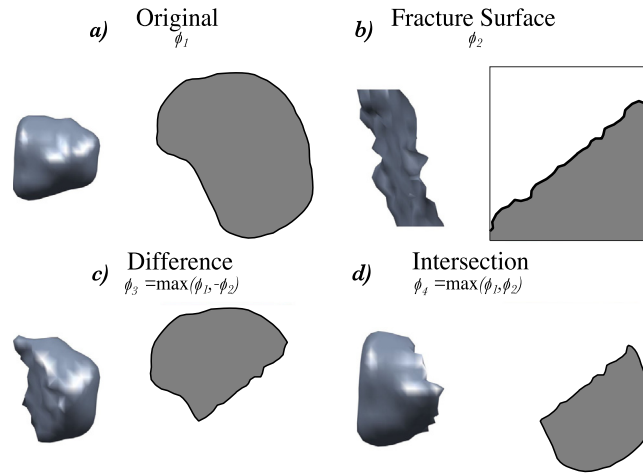 a) Original
ϕ₁
b) Fracture Surface
ϕ₂
c) Difference
ϕ₃ =max(ϕ₁,-ϕ₂)
d) Intersection
ϕ₄ =max(ϕ₁,ϕ₂)